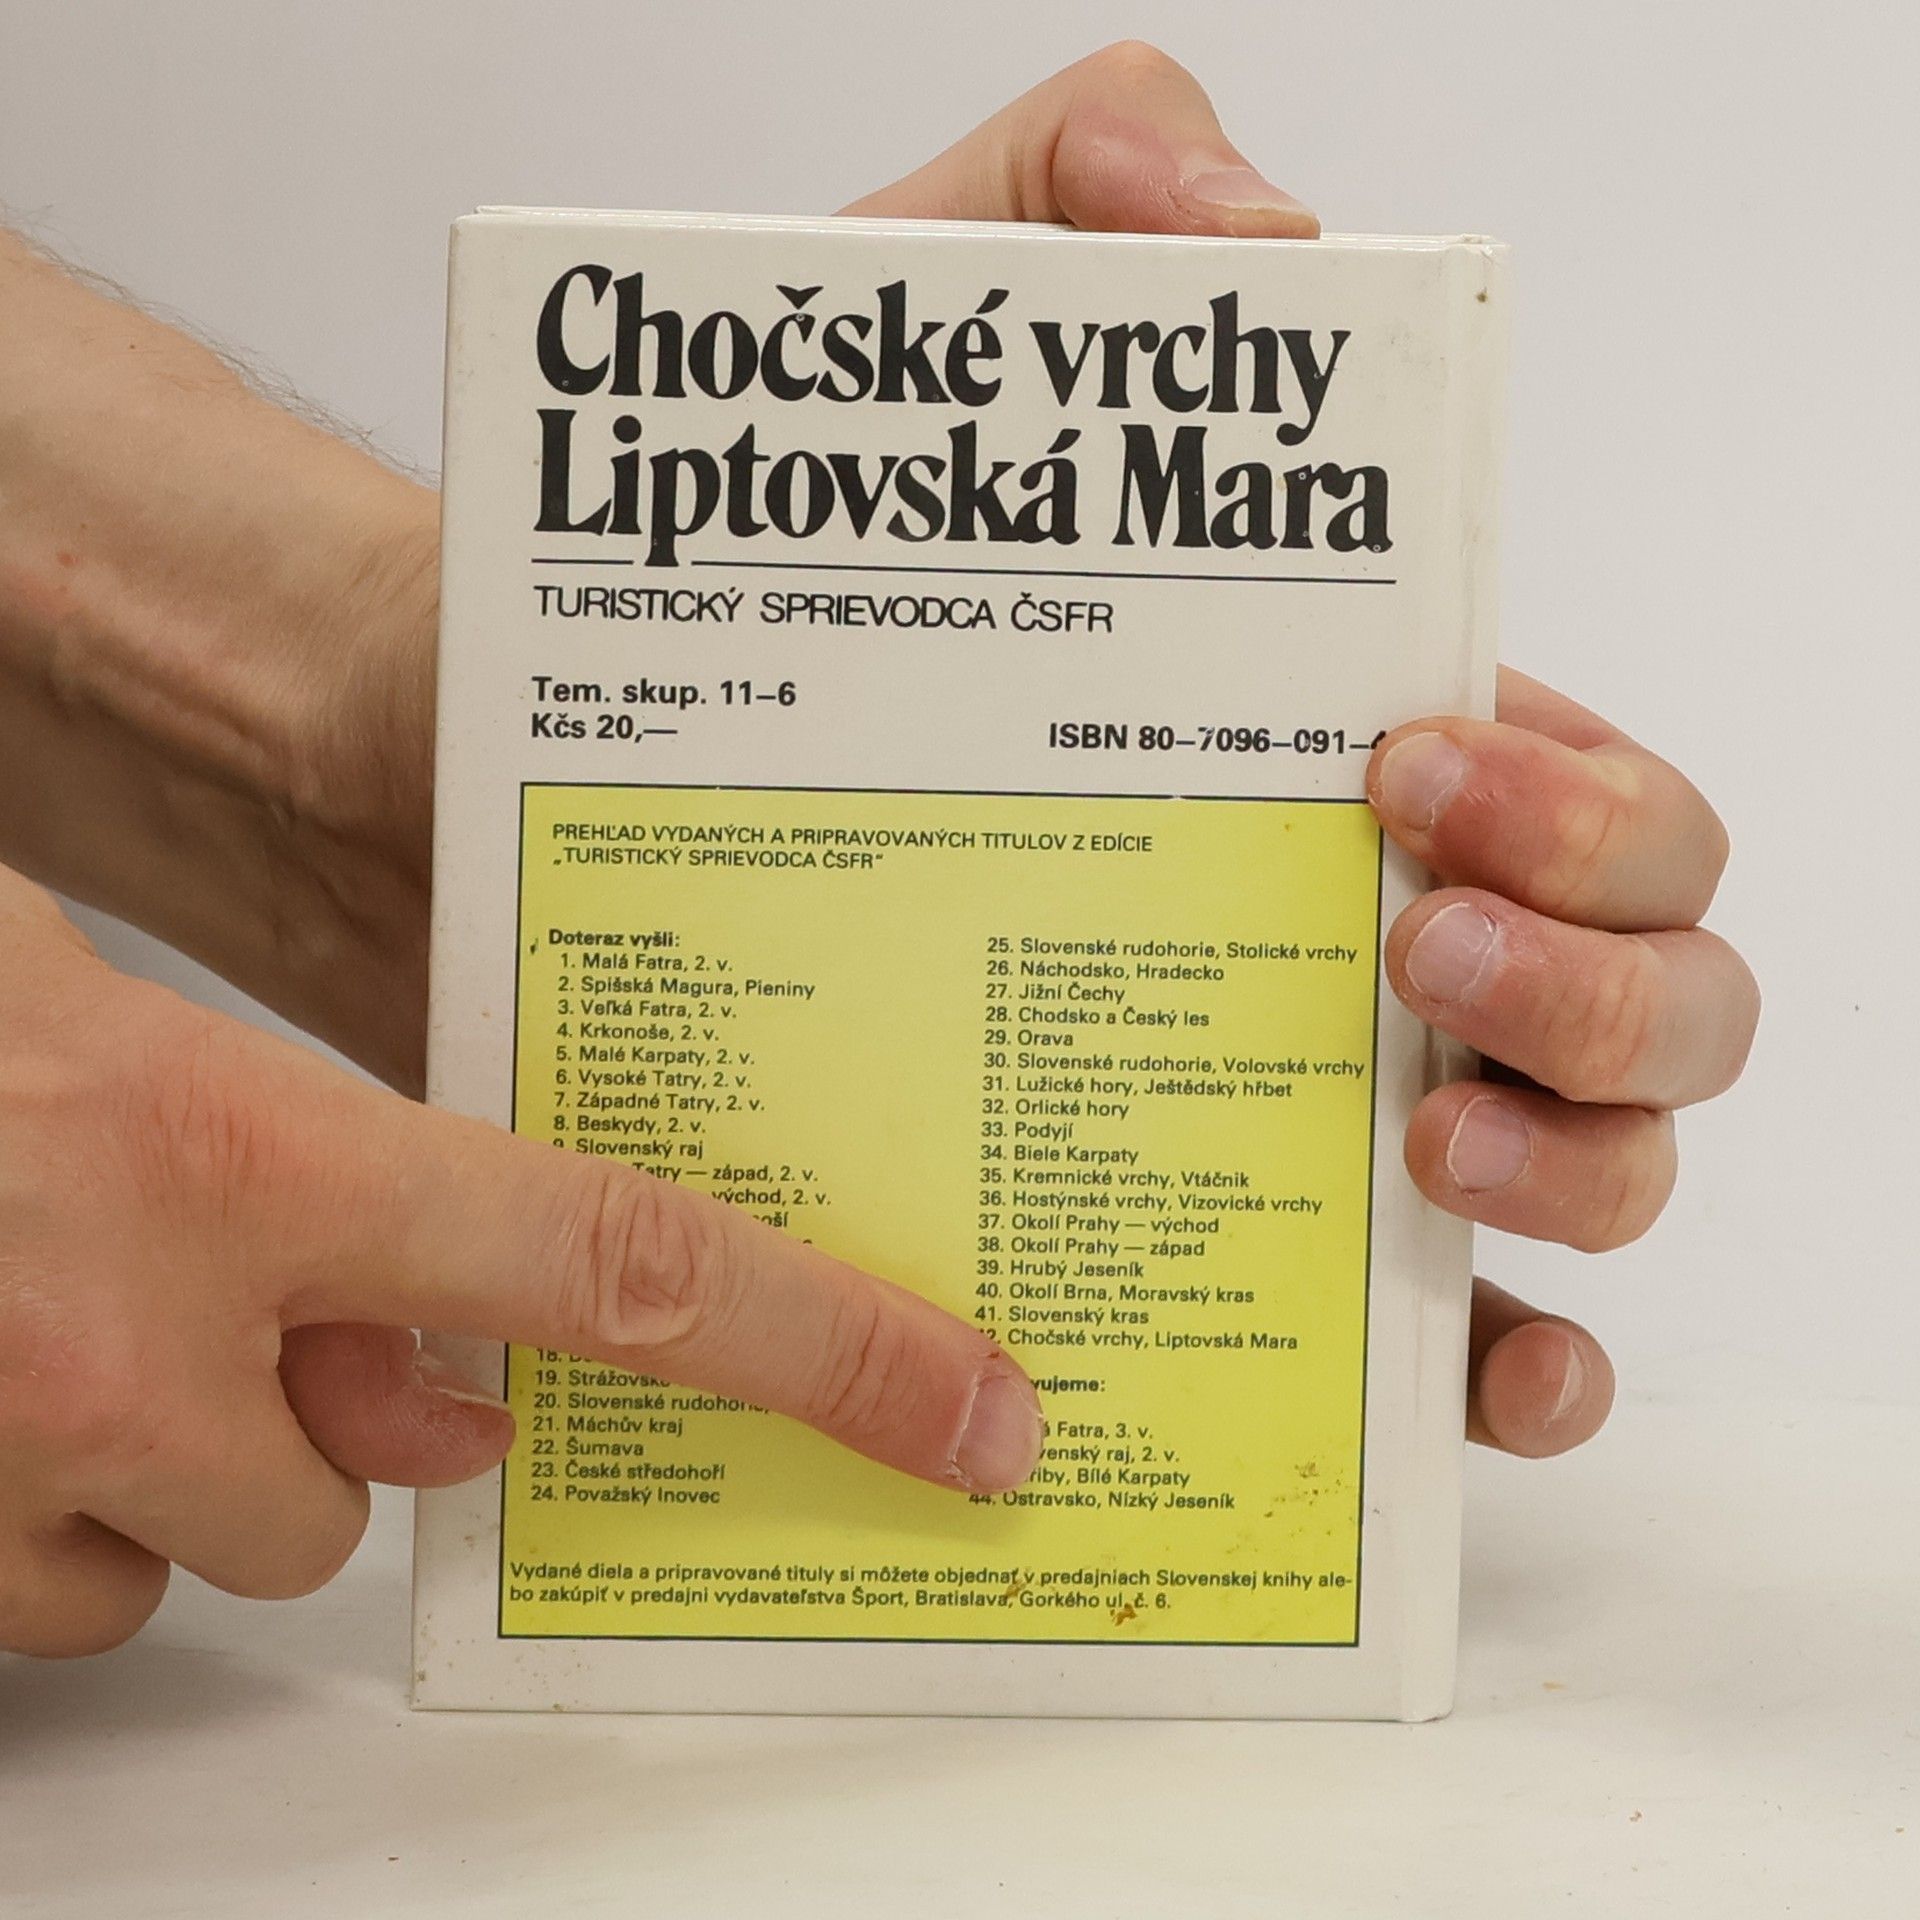 Chočské vrchy
Liptovská Mara
TURISTICKÝ SPRIEVODCA ČSFR
Tem. skup. 11–6
Kčs 20,—
ISBN 80–7096–091–
PREHĽAD VYDANÝCH A PRIPRAVOVANÝCH TITULOV Z EDÍCIE
„TURISTICKÝ SPRIEVODCA ČSFR“
Doteraz vyšli:
1. Malá Fatra, 2. v.
2. Spišská Magura, Pieniny
3. Veľká Fatra, 2. v.
4. Krkonoše, 2. v.
5. Malé Karpaty, 2. v.
6. Vysoké Tatry, 2. v.
7. Západné Tatry, 2. v.
8. Beskydy, 2. v.
9. Slovenský raj
Tatry — západ, 2. v.
východ, 2. v.
18.
19.
20. Slovenské
21. Máchův kraj
22. Šumava
23. České středohoří
24. Považský Inovec
25. Slovenské rudohorie, Stolické vrchy
26. Náchodsko, Hradecko
27. Jižní Čechy
28. Chodsko a Český les
29. Orava
30. Slovenské rudohorie, Volovské vrchy
31. Lužické hory, Ještědský hřbet
32. Orlické hory
33. Podyjí
34. Biele Karpaty
35. Kremnické vrchy, Vtáčnik
36. Hostýnské vrchy, Vizovické vrchy
37. Okolí Prahy — východ
38. Okolí Prahy — západ
39. Hrubý Jeseník
40. Okolí Brna, Moravský kras
41. Slovenský kras
Chočské vrchy, Liptovská Mara
Fatra, 3. v.
raj, 2. v.
Bílé Karpaty
44. Ostravsko, Nízký Jeseník
Vydané diela a pripravované tituly si môžete objednať v predajniach Slovenskej knihy ale-
bo zakúpiť v predajni vydavateľstva Šport, Bratislava, Gorkého ul. č. 6.